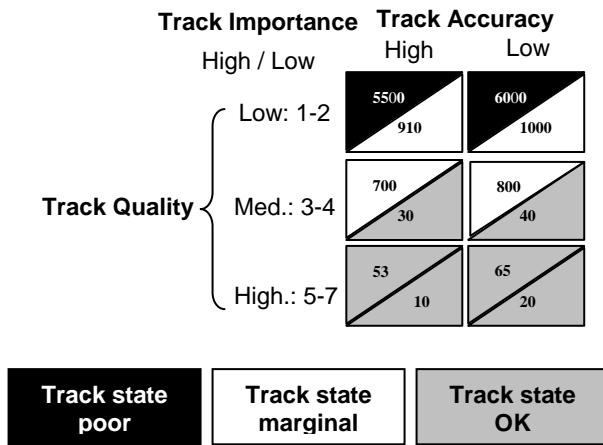 Track Importance Track Accuracy
High / Low High Low
Low: 1-2 5500 910 6000 1000
Track Quality Med.: 3-4 700 30 800 40
High.: 5-7 53 10 65 20
Track state poor
Track state marginal
Track state OK